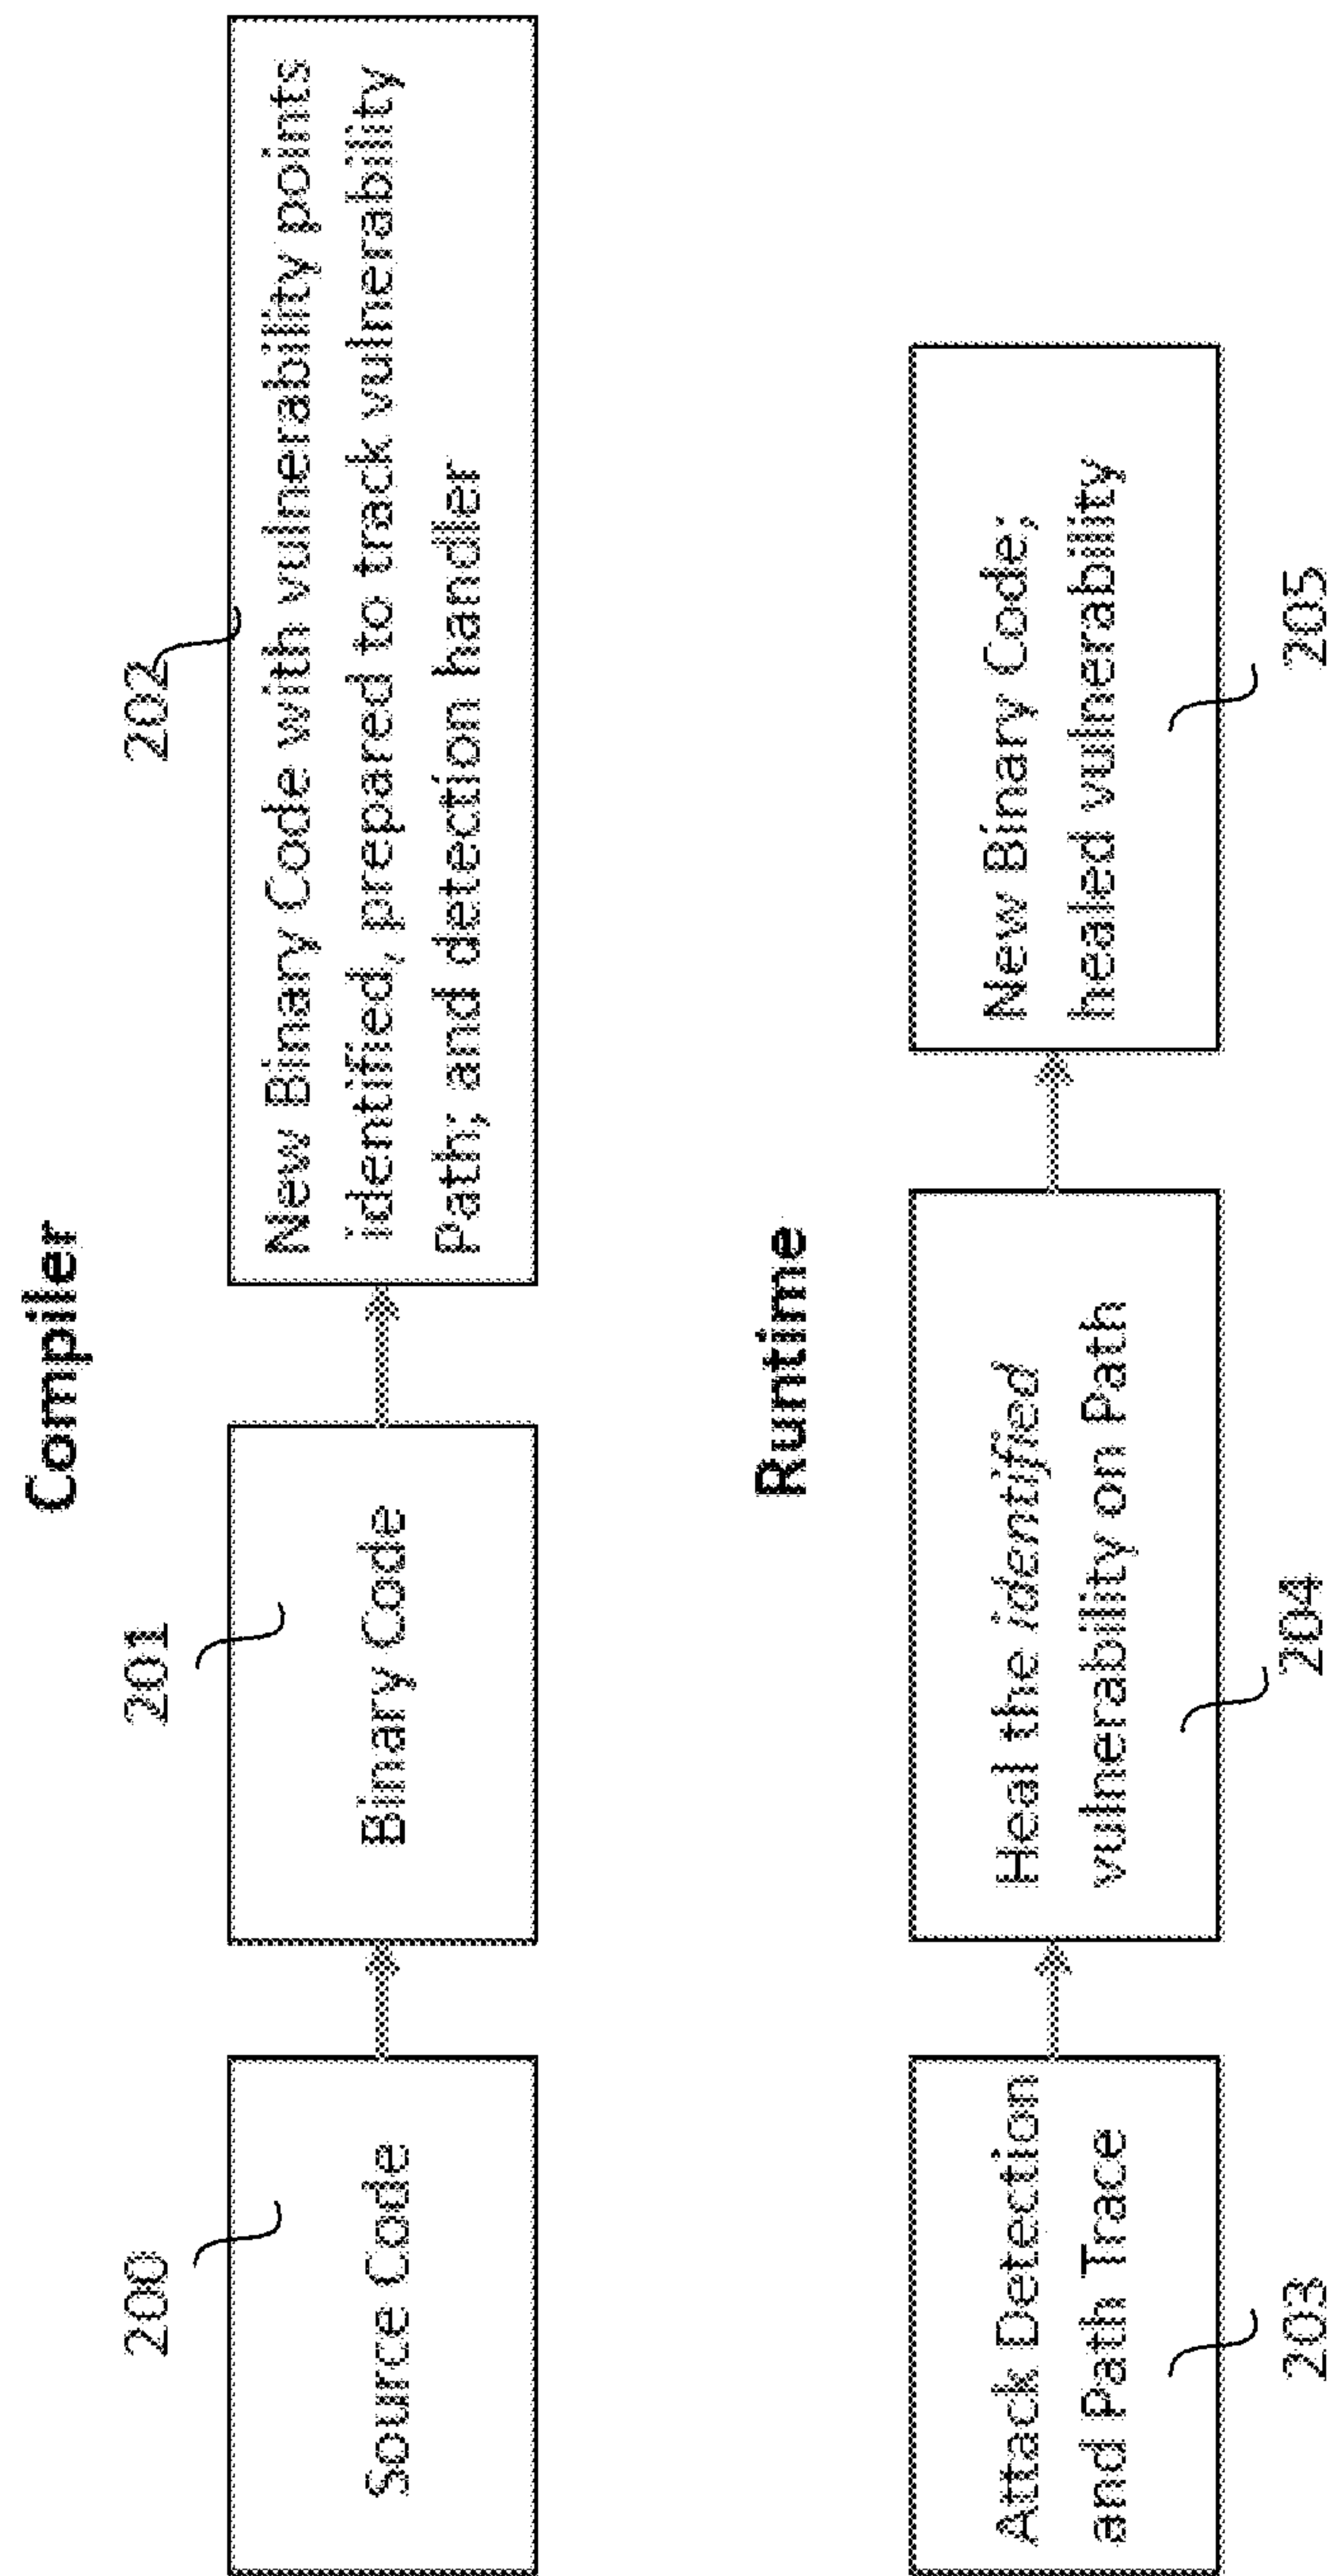 Compiler
200
201
202
Source Code
Binary Code
New Binary Code with vulnerability points
identified, prepared to track vulnerability
Path; and detection handler
Runtime
Attack Detection
and Path Trace
Heal the identified
vulnerability on Path
New Binary Code;
healed vulnerability
203
204
205